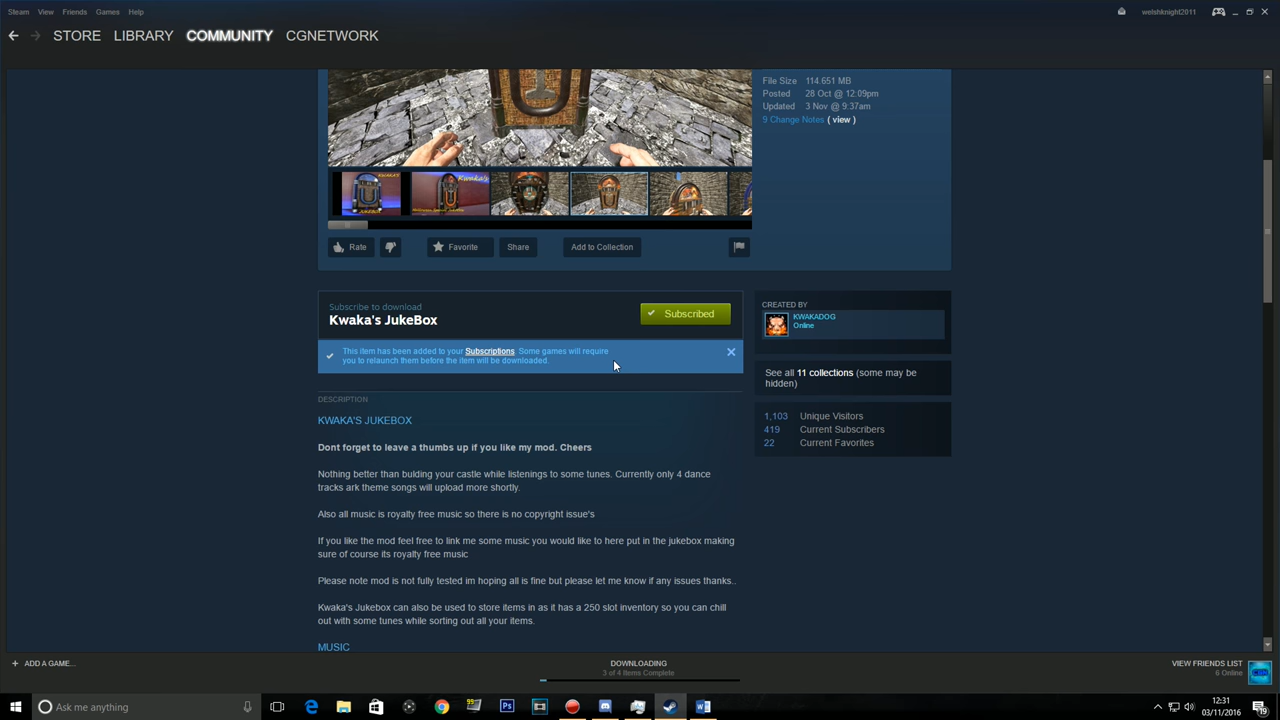 Steam View Friends Games Help
welshknight2011
STORE LIBRARY COMMUNITY CGNETWORK
File Size 114.651 MB
Posted 28 Oct @ 12:09pm
Updated 3 Nov @ 9:37am
9 Change Notes ( view )
Rate Favorite Share Add to Collection
Subscribe to download
Kwaka's JukeBox
Subscribed
This item has been added to your Subscriptions. Some games will require
you to relaunch them before the item will be downloaded.
CREATED BY
KWAKADOG
Online
See all 11 collections (some may be
hidden)
1,103 Unique Visitors
419 Current Subscribers
22 Current Favorites
DESCRIPTION
KWAKA'S JUKEBOX
Dont forget to leave a thumbs up if you like my mod. Cheers
Nothing better than bulding your castle while listenings to some tunes. Currently only 4 dance
tracks ark theme songs will upload more shortly.
Also all music is royalty free music so there is no copyright issue's
If you like the mod feel free to link me some music you would like to here put in the jukebox making
sure of course its royalty free music
Please note mod is not fully tested im hoping all is fine but please let me know if any issues thanks..
Kwaka's Jukebox can also be used to store items in as it has a 250 slot inventory so you can chill
out with some tunes while sorting out all your items.
MUSIC
ADD A GAME...
DOWNLOADING
3 of 4 Items Complete
VIEW FRIENDS LIST
6 Online
Ask me anything
12:31
03/11/2016